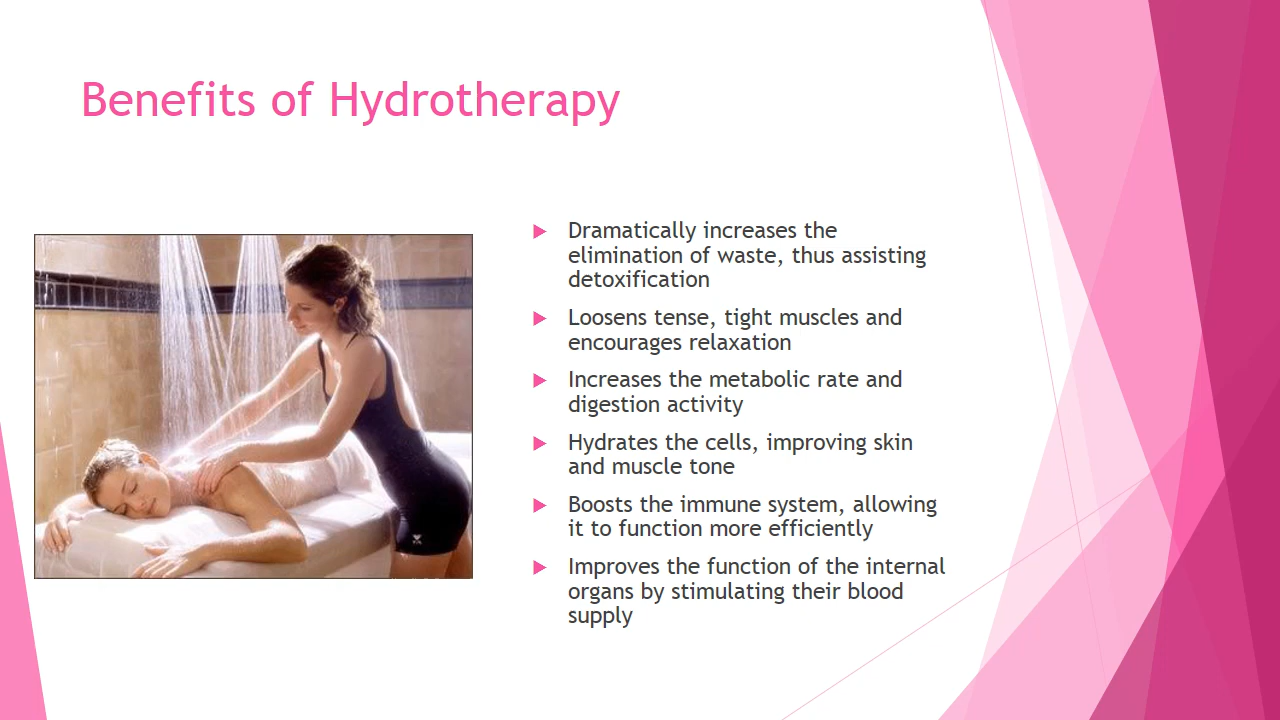 Benefits of Hydrotherapy
Dramatically increases the
elimination of waste, thus assisting
detoxification
Loosens tense, tight muscles and
encourages relaxation
Increases the metabolic rate and
digestion activity
Hydrates the cells, improving skin
and muscle tone
Boosts the immune system, allowing
it to function more efficiently
Improves the function of the internal
organs by stimulating their blood
supply